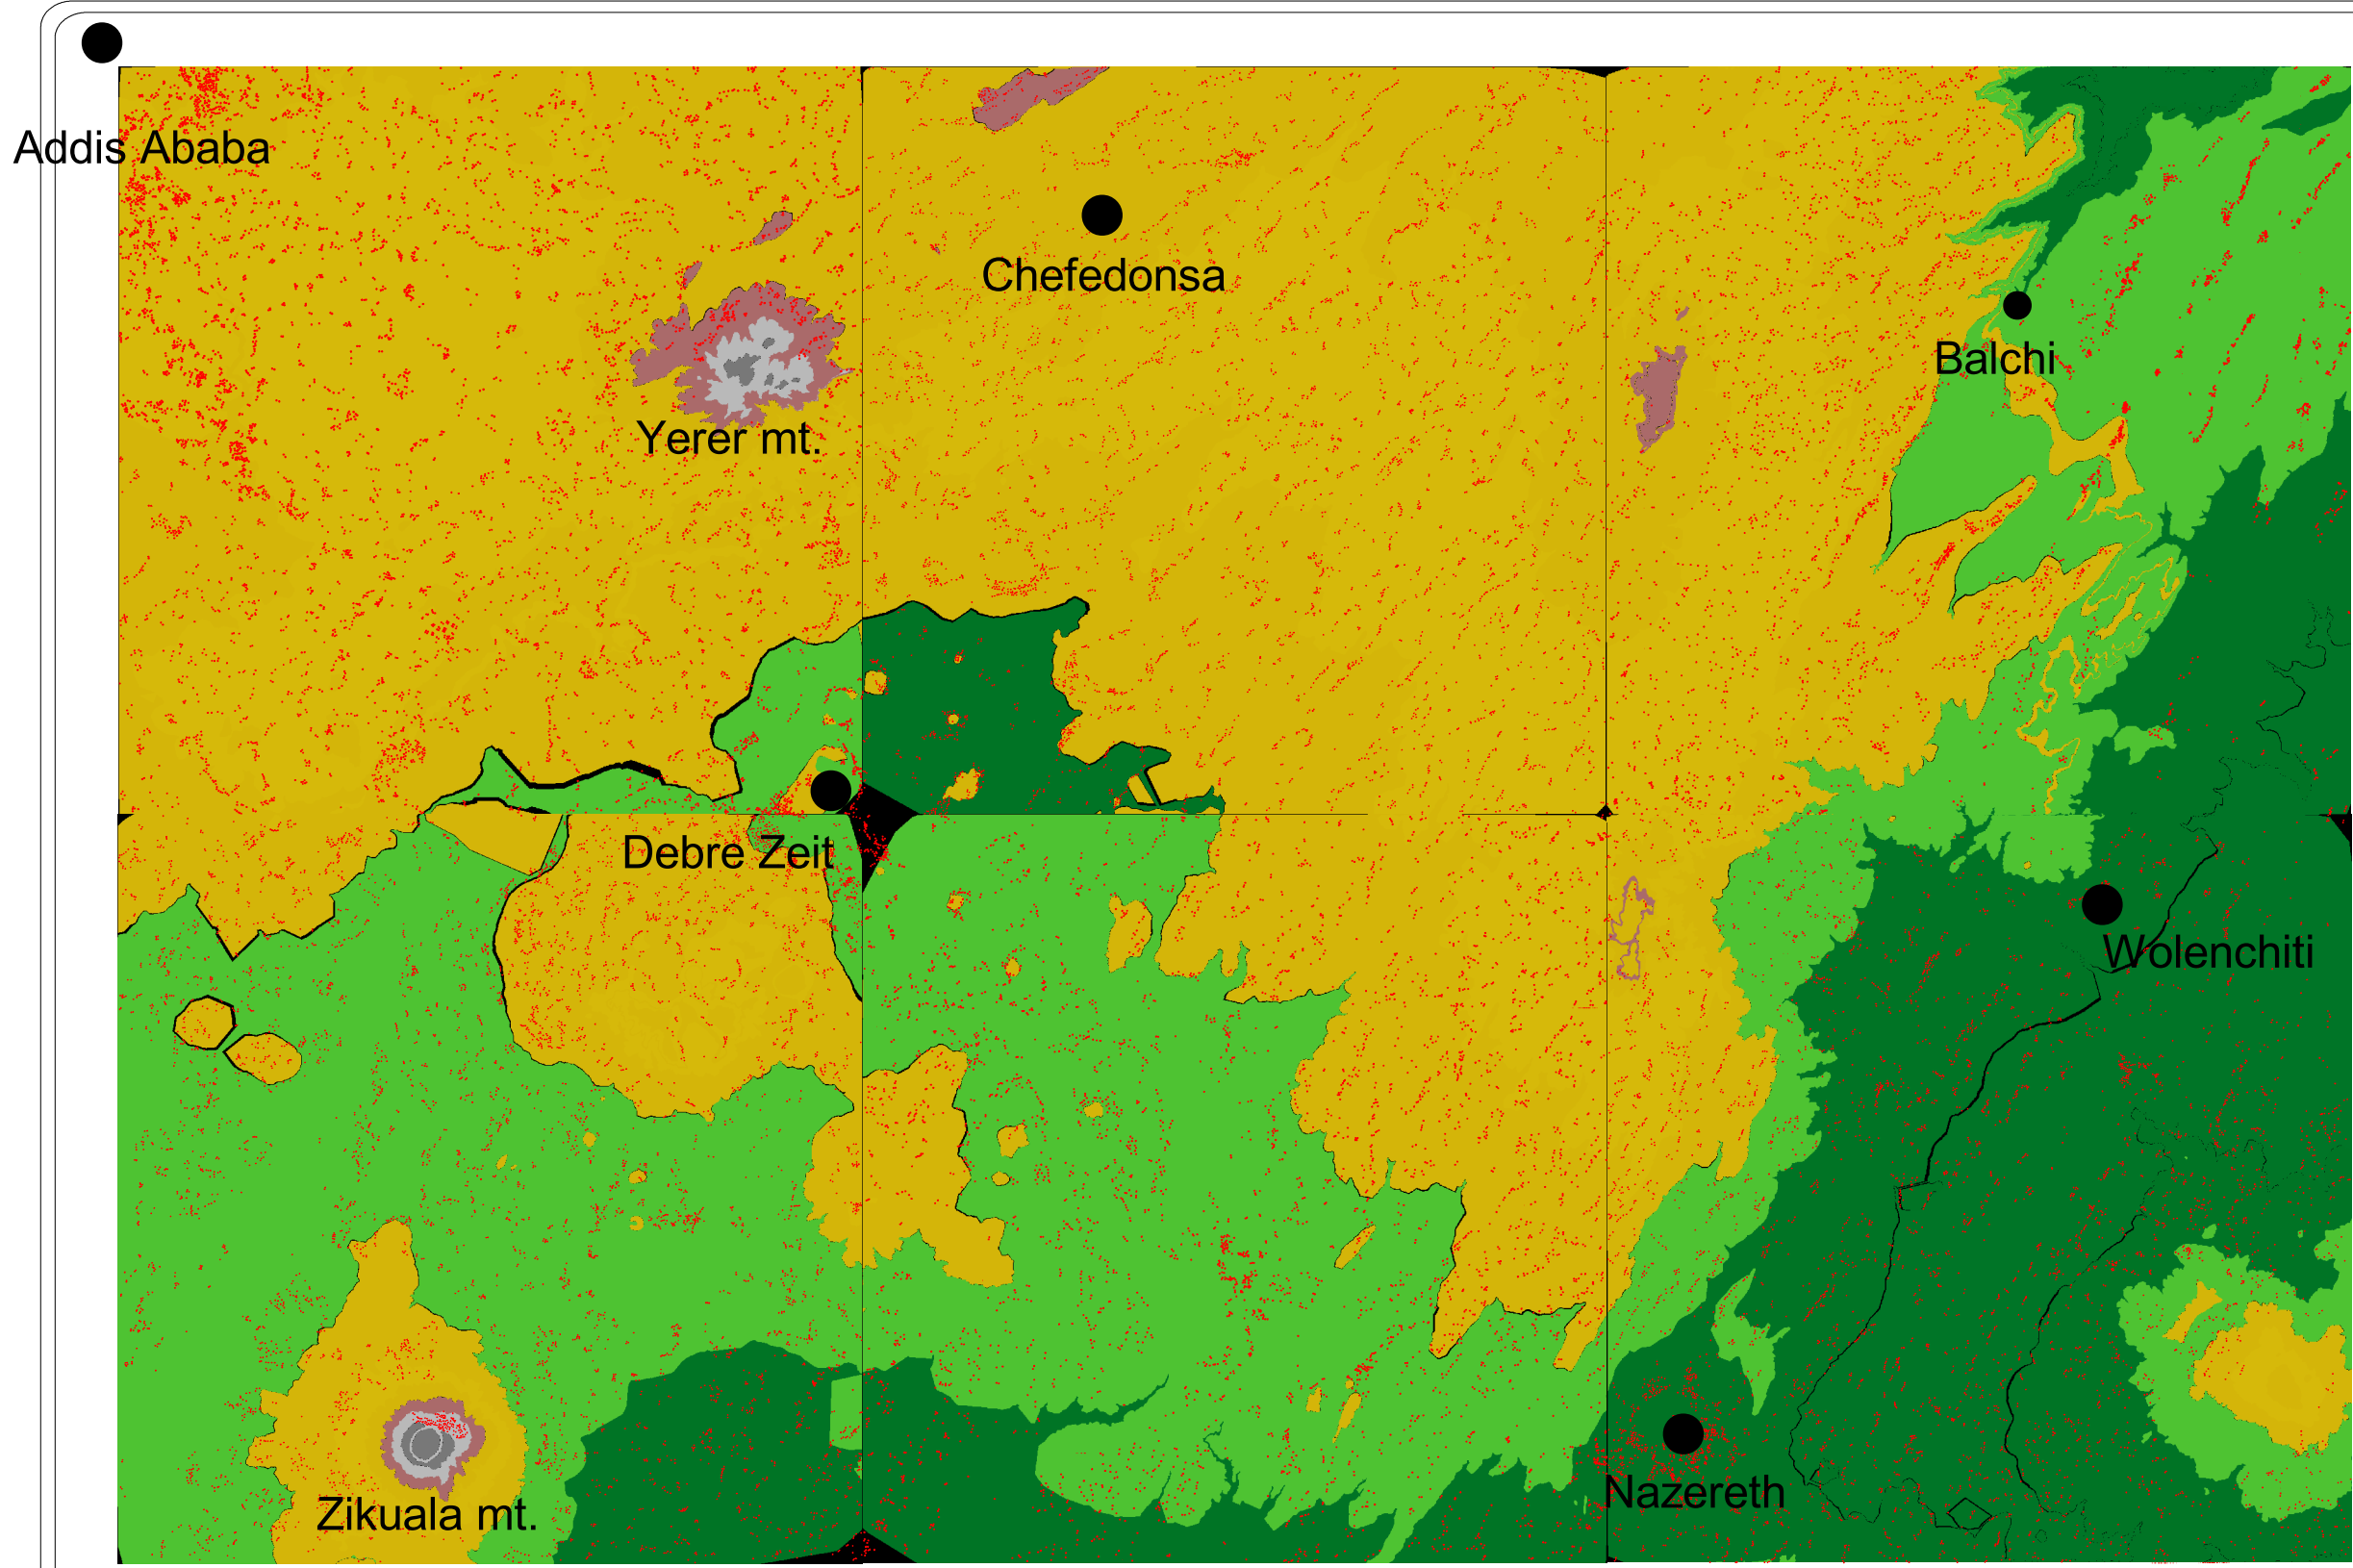 Addis Ababa
Chefedonsa
Balchi
Yerer mt.
Debre Zeit
Wolenchiti
Nazereth
Zikuala mt.